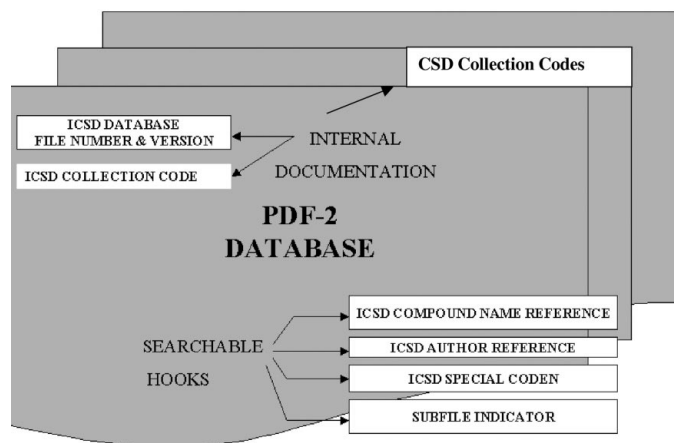 CSD Collection Codes
ICSD DATABASE
FILE NUMBER & VERSION
INTERNAL
DOCUMENTATION
ICSD COLLECTION CODE
PDF-2
DATABASE
SEARCHABLE
HOOKS
ICSD COMPOUND NAME REFERENCE
ICSD AUTHOR REFERENCE
ICSD SPECIAL CODEN
SUBFILE INDICATOR